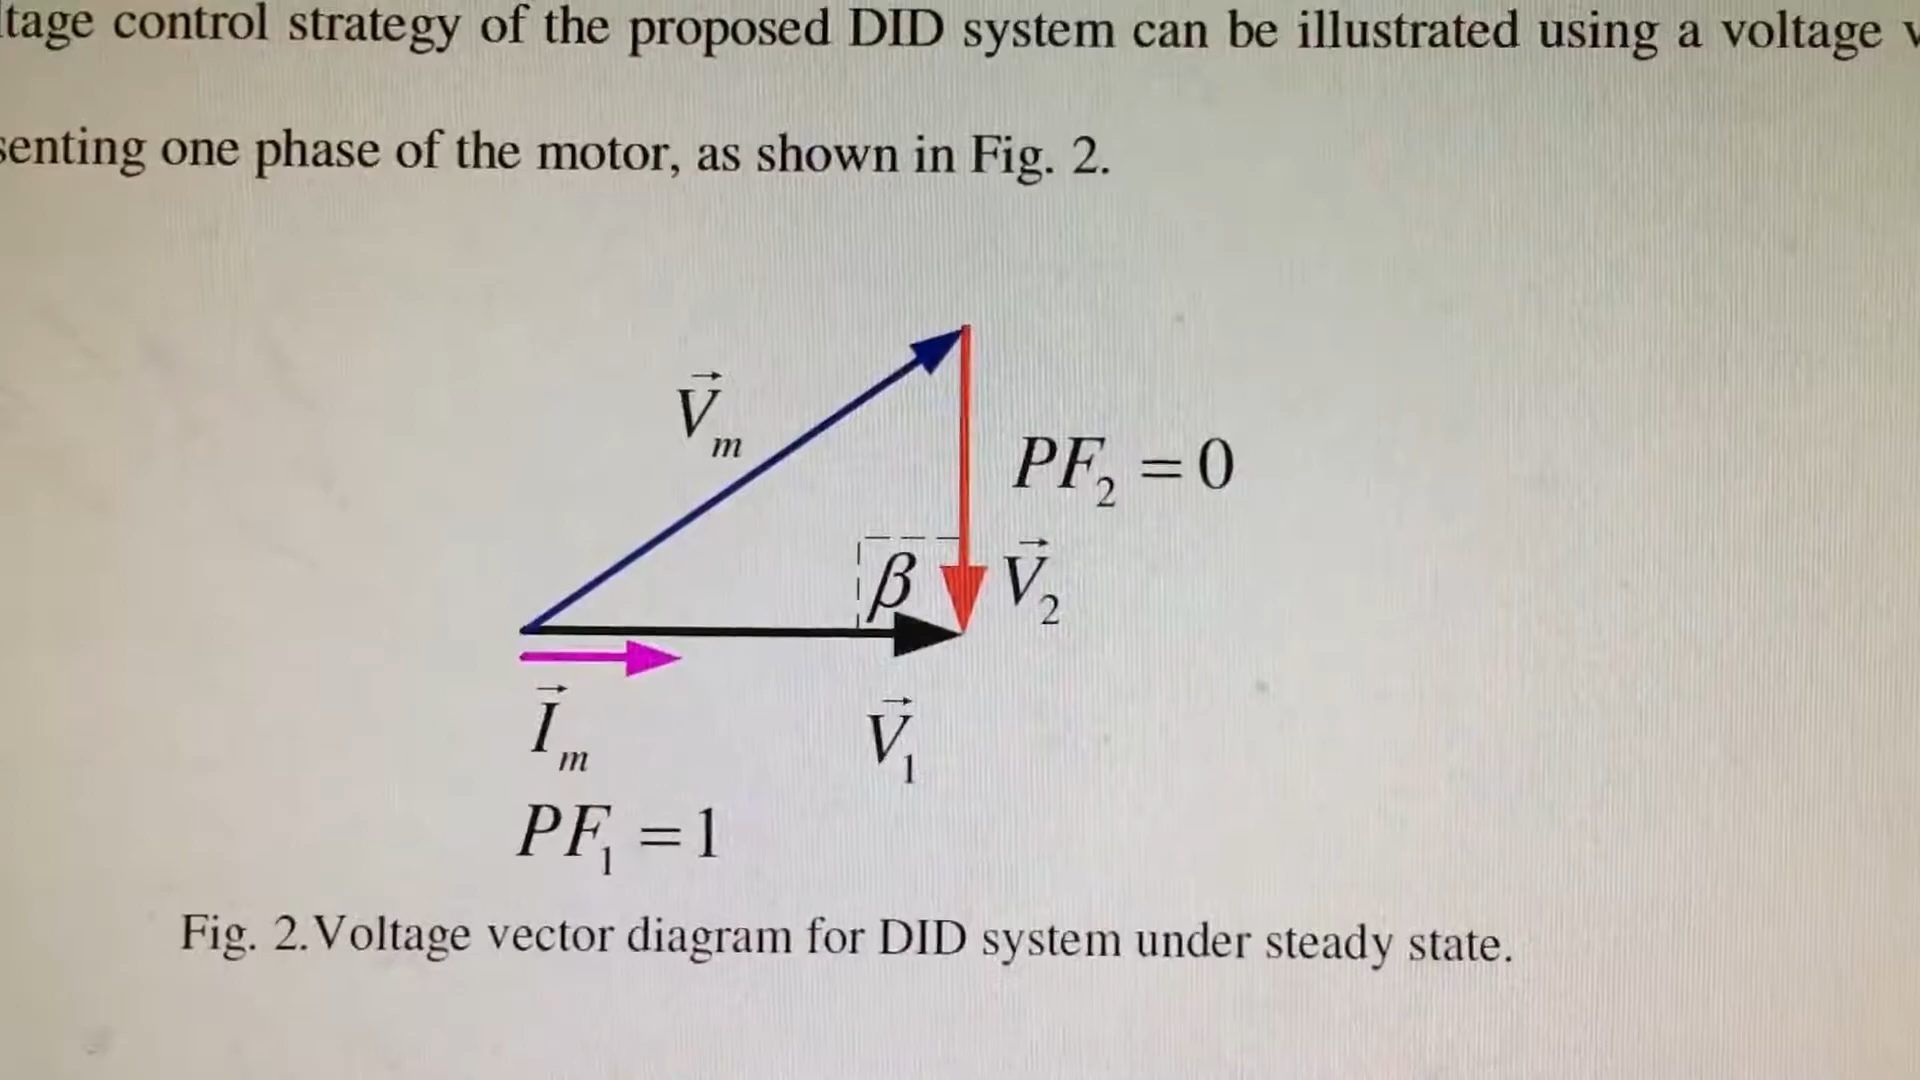 tage control strategy of the proposed DID system can be illustrated using a voltage
senting one phase of the motor, as shown in Fig. 2.
V⃗m
PF₂ = 0
β
V⃗₂
I⃗m
V⃗₁
PF₁ = 1
Fig. 2.Voltage vector diagram for DID system under steady state.